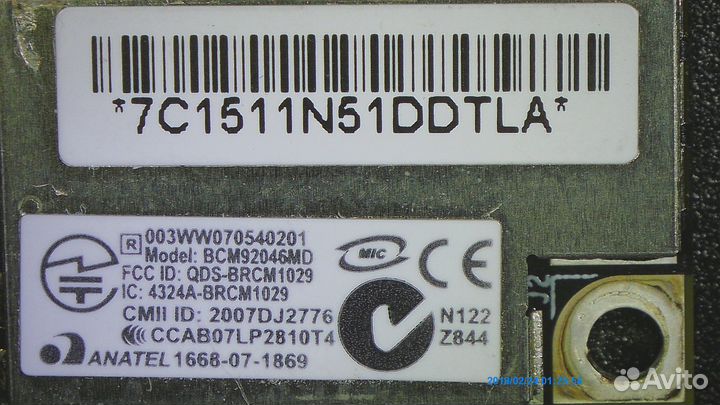 *7C1511N51DDTLA*
R 003WW070540201
Model: BCM92046MD
FCC ID: QDS-BRCM1029
IC: 4324A-BRCM1029
CMII ID: 2007DJ2776
CCAB07LP2810T4
ANATEL 1668-07-1869
MIC
N122
Z844
Avito